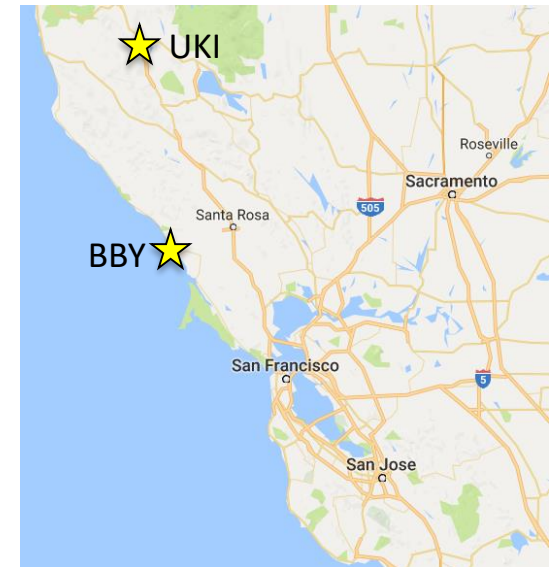 UKI
Roseville
Sacramento
505
Santa Rosa
BBY
San Francisco
5
San Jose